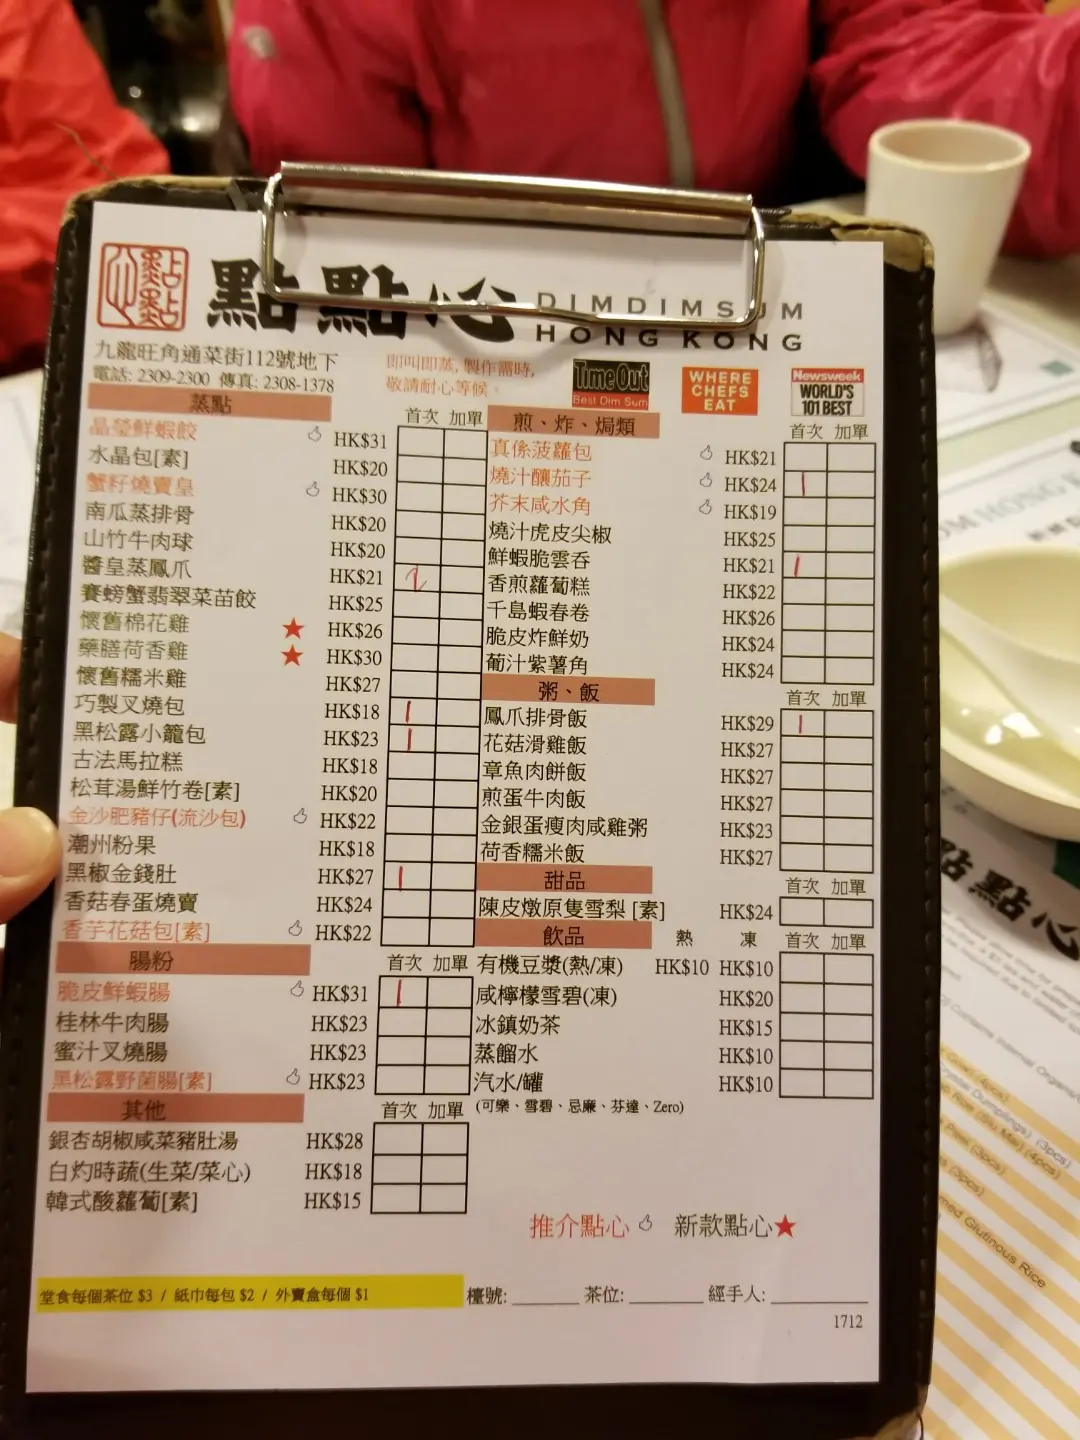 點點心
點點心 DIMDIMSUM
HONG KONG
九龍旺角通菜街112號地下
電話: 2309-2300 傳真: 2308-1378
即叫即蒸, 製作需時,
敬請耐心等候。
TimeOut
Best Dim Sum
WHERE
CHEFS
EAT
Newsweek
WORLD'S
101 BEST
蒸點 首次 加單
晶瑩鮮蝦餃 HK$31
水晶包[素] HK$20
蟹籽燒賣皇 HK$30
南瓜蒸排骨 HK$20
山竹牛肉球 HK$20
醬皇蒸鳳爪 HK$21 2
賽螃蟹翡翠菜苗餃 HK$25
懷舊棉花雞 ★ HK$26
藥膳荷香雞 ★ HK$30
懷舊糯米雞 HK$27
巧製叉燒包 HK$18 1
黑松露小籠包 HK$23 1
古法馬拉糕 HK$18
松茸湯鮮竹卷[素] HK$20
金沙肥豬仔(流沙包) HK$22
潮州粉果 HK$18
黑椒金錢肚 HK$27 1
香菇春蛋燒賣 HK$24
香芋花菇包[素] HK$22
腸粉 首次 加單
脆皮鮮蝦腸 HK$31 1
桂林牛肉腸 HK$23
蜜汁叉燒腸 HK$23
黑松露野菌腸[素] HK$23
其他 首次 加單
銀杏胡椒咸菜豬肚湯 HK$28
白灼時蔬(生菜/菜心) HK$18
韓式酸蘿蔔[素] HK$15
煎、炸、焗類 首次 加單
真係菠蘿包 HK$21
燒汁釀茄子 HK$24 1
芥末咸水角 HK$19
燒汁虎皮尖椒 HK$25
鮮蝦脆雲吞 HK$21 1
香煎蘿蔔糕 HK$22
千島蝦春卷 HK$26
脆皮炸鮮奶 HK$24
葡汁紫薯角 HK$24
粥、飯 首次 加單
鳳爪排骨飯 HK$29 1
花菇滑雞飯 HK$27
章魚肉餅飯 HK$27
煎蛋牛肉飯 HK$27
金銀蛋瘦肉咸雞粥 HK$23
荷香糯米飯 HK$27
甜品 首次 加單
陳皮燉原隻雪梨 [素] HK$24
飲品 熱 凍 首次 加單
有機豆漿(熱/凍) HK$10 HK$10
咸檸檬雪碧(凍) HK$20
冰鎮奶茶 HK$15
蒸餾水 HK$10
汽水/罐 HK$10
(可樂、雪碧、忌廉、芬達、Zero)
推介點心 新款點心★
堂食每個茶位 $3 / 紙巾每包 $2 / 外賣盒每個 $1
檯號: 茶位: 經手人:
1712
點點心